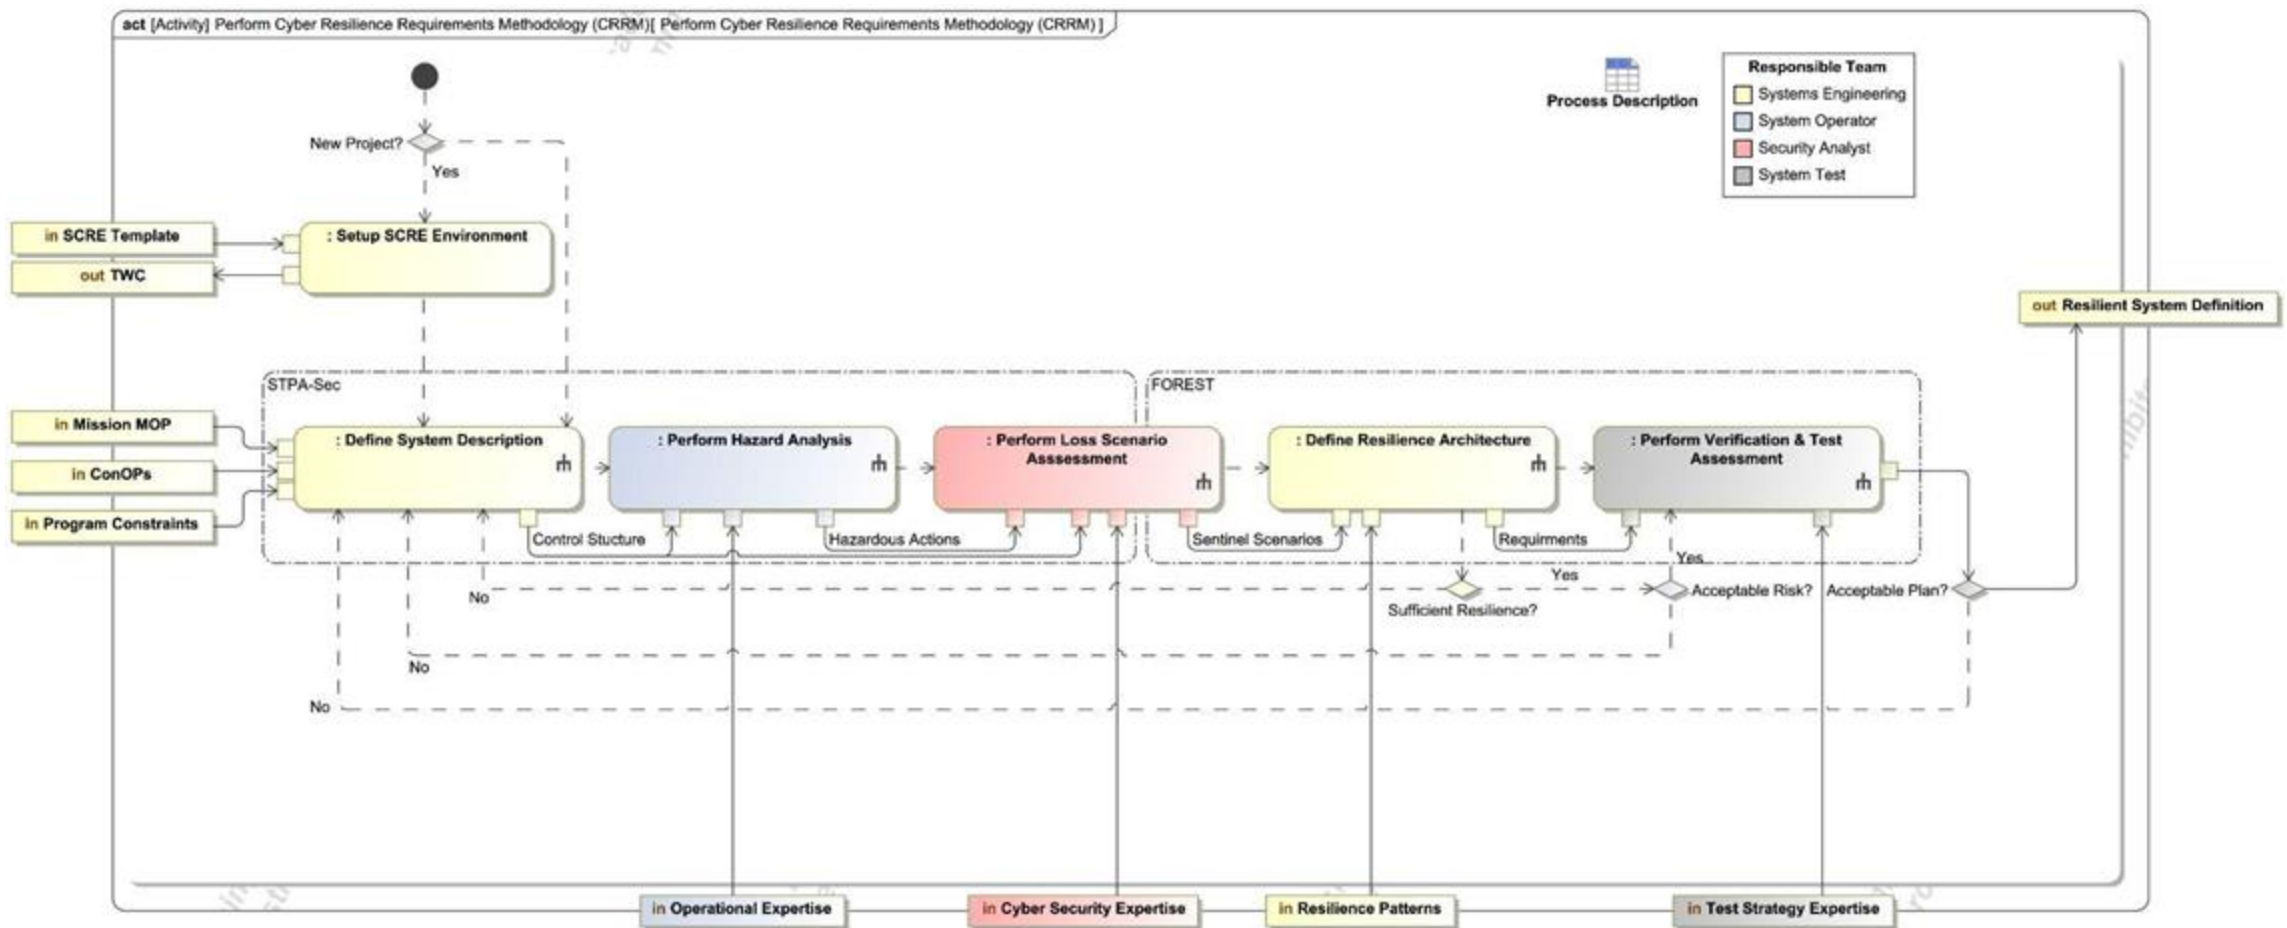 act [Activity] Perform Cyber Resilience Requirements Methodology (CRRM)[ Perform Cyber Resilience Requirements Methodology (CRRM) ]
Process Description
Responsible Team
Systems Engineering
System Operator
Security Analyst
System Test
New Project?
Yes
in SCRE Template
out TWC
: Setup SCRE Environment
out Resilient System Definition
STPA-Sec
FOREST
in Mission MOP
in ConOPs
in Program Constraints
: Define System Description
: Perform Hazard Analysis
: Perform Loss Scenario
Asssessment
: Define Resilience Architecture
: Perform Verification & Test
Assessment
Control Stucture
Hazardous Actions
Sentinel Scenarios
Requirments
Yes
Yes
No
Sufficient Resilience?
Acceptable Risk?
Acceptable Plan?
No
No
in Operational Expertise
in Cyber Security Expertise
in Resilience Patterns
in Test Strategy Expertise